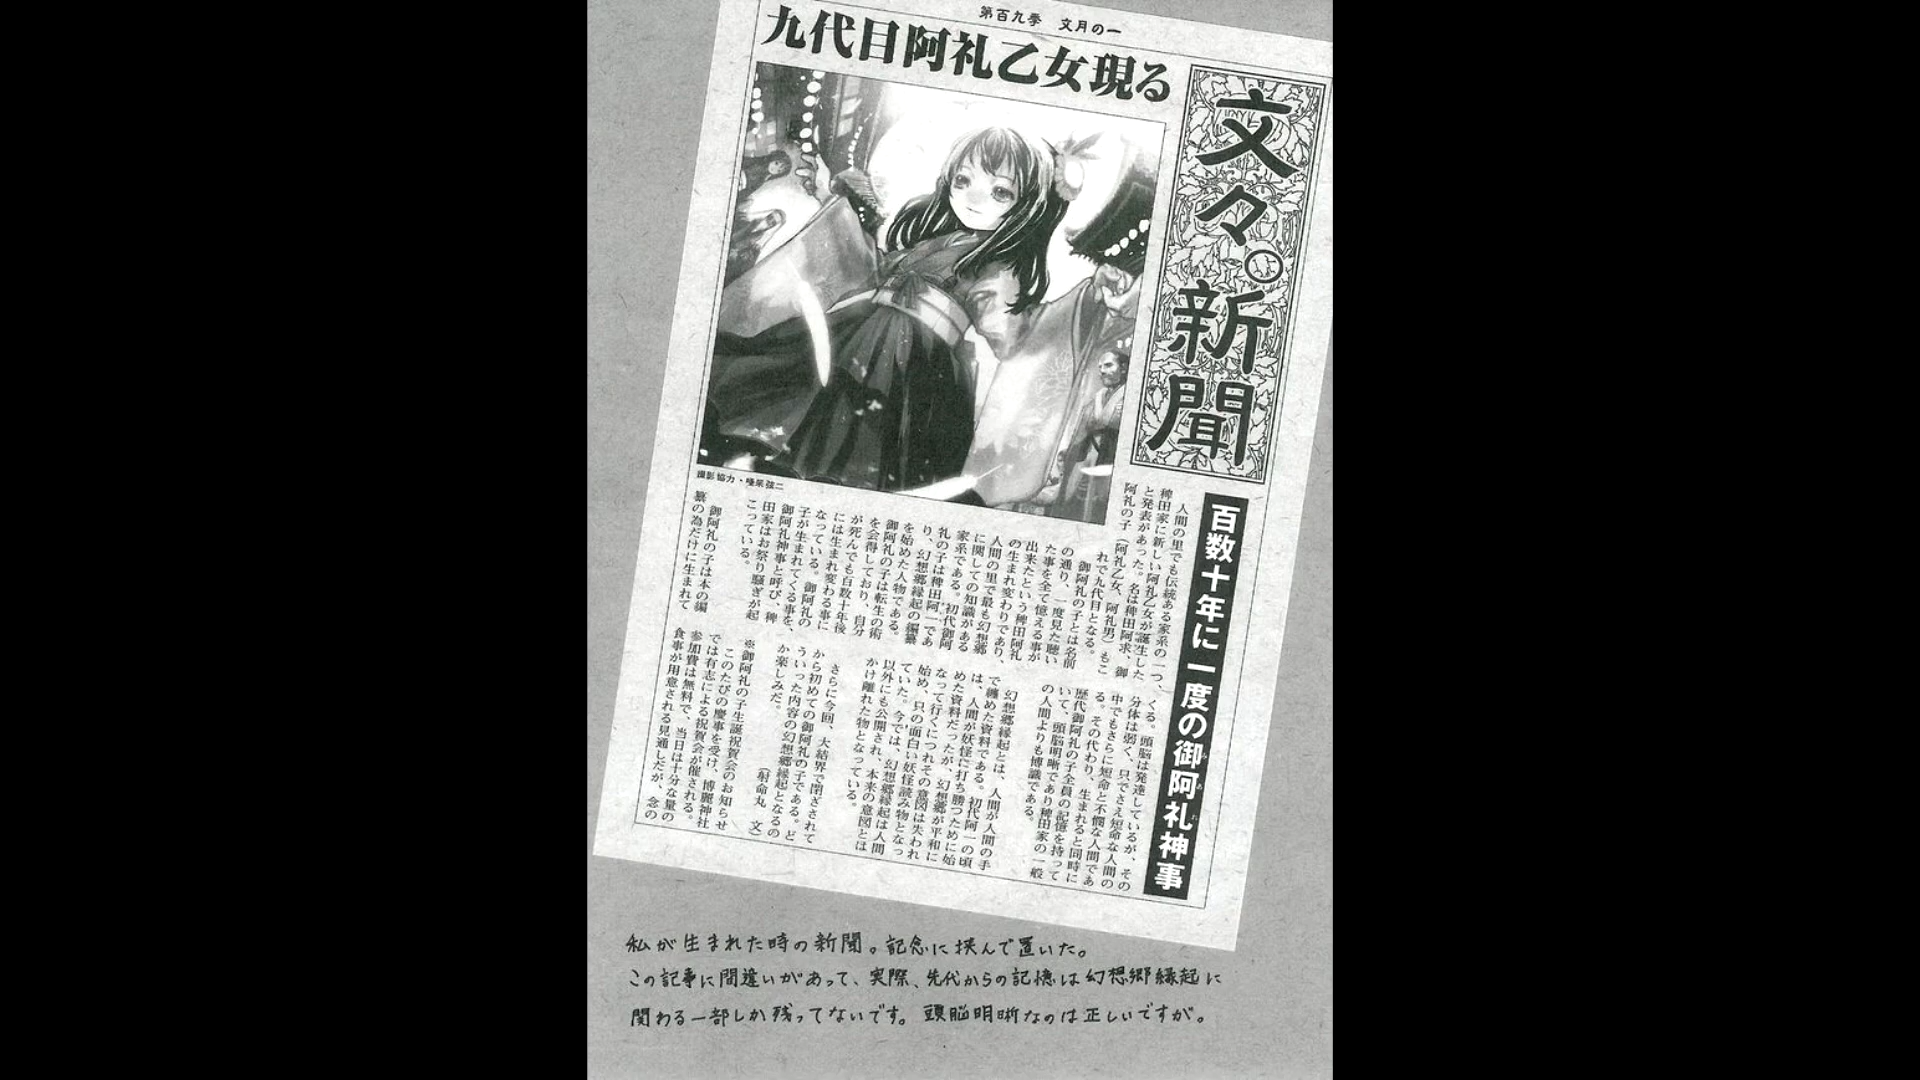 第百九季 文月の一
九代目阿礼乙女現る
文々。新聞
百数十年に一度の御阿礼神事
人間の里でも伝統ある家系の一つ、
稗田家に新しい阿礼乙女が誕生した
と発表があった。名は稗田阿求、御
阿礼の子（阿礼乙女、阿礼男）もこ
れで九代目となる。
御阿礼の子とは名前
の通り、一度見た聴い
た事を全て憶える事が
出来たという稗田阿礼
の生まれ変わりであり、
人間の里で最も幻想郷
に関しての知識がある
家系である。初代御阿
礼の子は稗田阿一であ
り、幻想郷縁起の編纂
を始めた人物である。
御阿礼の子は転生の術
を会得しており、自分
が死んでも百数十年後
には生まれ変わる事に
なっている。御阿礼の
子が生まれてくる事を、
御阿礼神事と呼び、稗
田家はお祭り騒ぎが起
こっている。
御阿礼の子は本の編
纂の為だけに生まれて
くる。頭脳は発達しているが、その
分体は弱く、只でさえ短命な人間の
中でもさらに短命と不憫な人間であ
る。その代わり、生まれると同時に
歴代御阿礼の子全員の記憶を持って
いて、頭脳明晰であり稗田家の一般
の人間よりも博識である。
幻想郷縁起とは、人間が人間の手
で纏めた資料である。初代阿一の頃
は、人間が妖怪に打ち勝つために始
めた資料だったが、幻想郷が平和に
なって行くにつれその意図は失われ
始め、只の面白い妖怪読み物となっ
ていた。今では、幻想郷縁起は人間
以外にも公開され、本来の意図とは
かけ離れた物となっている。
さらに今回、大結界で閉ざされて
から初めての御阿礼の子である。ど
ういった内容の幻想郷縁起となるの
か楽しみだ。
（射命丸 文）
※御阿礼の子生誕祝賀会のお知らせ
このたびの慶事を受け、博麗神社
では有志による祝賀会が催される。
参加費は無料で、当日は十分な量の
食事が用意される見通しだが、念の
私が生まれた時の新聞。記念に挟んで置いた。
この記事に間違いがあって、実際、先代からの記憶は幻想郷縁起に
関わる一部しか残ってないです。頭脳明晰なのは正しいですが。